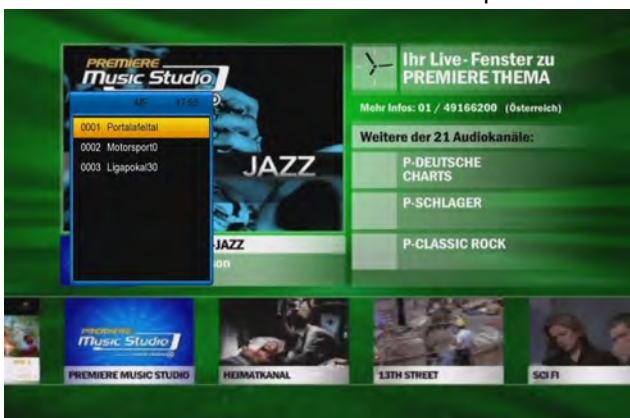 PREMIERE
Music Studio
AllF 17:53
0001 Portalafeltal
0002 Motorsport0
0003 Ligapokal30
JAZZ
-JAZZ
son
Ihr Live-Fenster zu
PREMIERE THEMA
Mehr Infos: 01 / 49166200 (Österreich)
Weitere der 21 Audiokanäle:
P-DEUTSCHE
CHARTS
P-SCHLAGER
P-CLASSIC ROCK
PREMIERE
Music Studio
PREMIERE MUSIC STUDIO
HEIMATKANAL
13TH STREET
SCI FI